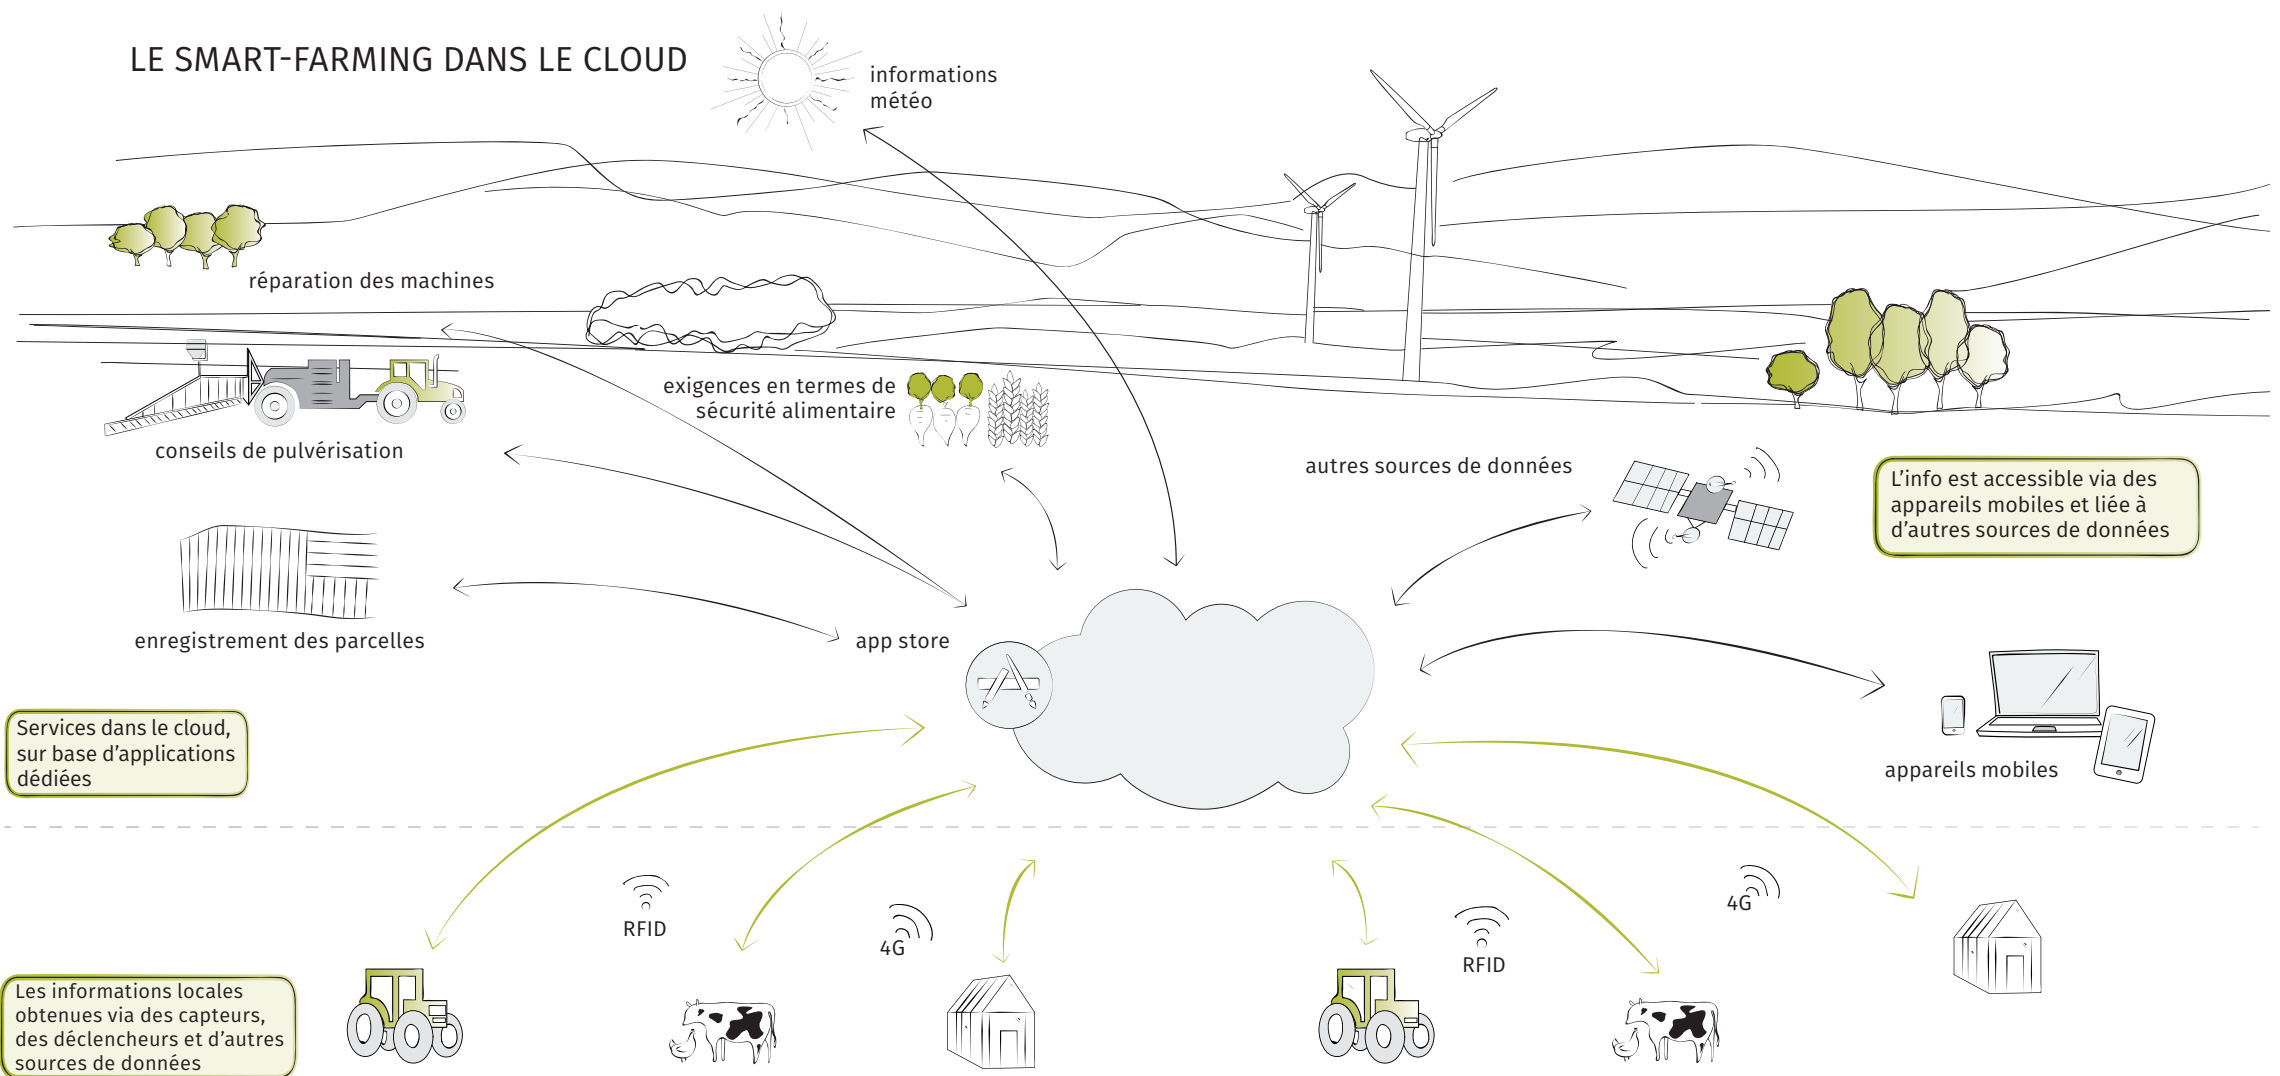 LE SMART-FARMING DANS LE CLOUD
informations
météo
réparation des machines
exigences en termes de
sécurité alimentaire
conseils de pulvérisation
autres sources de données
L'info est accessible via des
appareils mobiles et liée à
d'autres sources de données
enregistrement des parcelles
app store
Services dans le cloud,
sur base d'applications
dédiées
appareils mobiles
RFID
4G
RFID
4G
Les informations locales
obtenues via des capteurs,
des déclencheurs et d'autres
sources de données